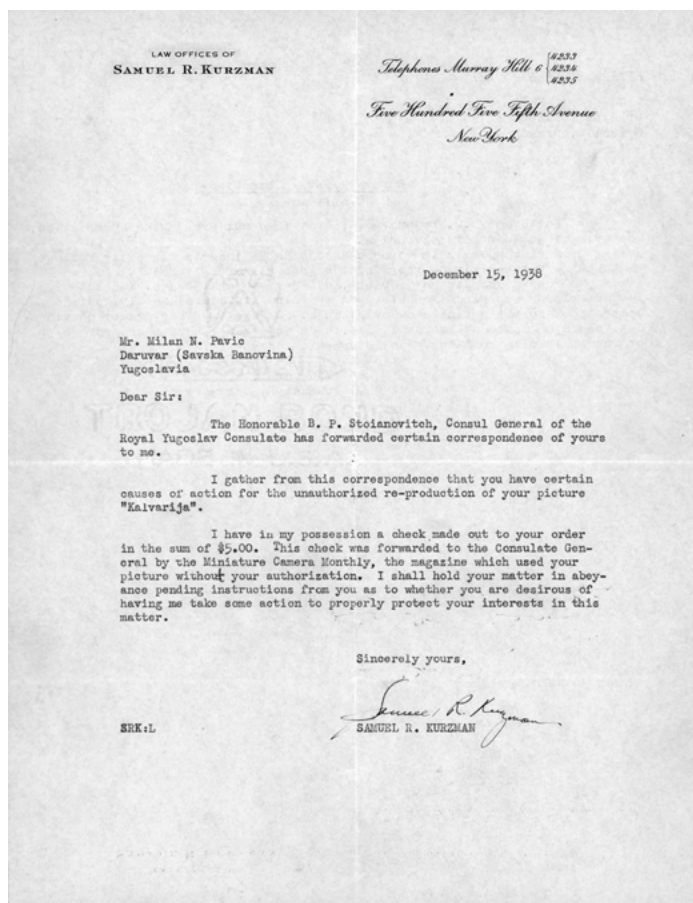 LAW OFFICES OF
SAMUEL R. KURZMAN
Telephones Murray Hill 6
4233
4234
4235
Five Hundred Five Fifth Avenue
New York
December 15, 1938
Mr. Milan N. Pavic
Daruvar (Savska Banovina)
Yugoslavia
Dear Sir:
The Honorable B. P. Stoianovitch, Consul General of the
Royal Yugoslav Consulate has forwarded certain correspondence of yours
to me.
I gather from this correspondence that you have certain
causes of action for the unauthorized re-production of your picture
"Kalvarija".
I have in my possession a check made out to your order
in the sum of $5.00. This check was forwarded to the Consulate Gen-
eral by the Miniature Camera Monthly, the magazine which used your
picture without your authorization. I shall hold your matter in abey-
ance pending instructions from you as to whether you are desirous of
having me take some action to properly protect your interests in this
matter.
Sincerely yours,
Samuel R. Kurzman
SRK:L
SAMUEL R. KURZMAN